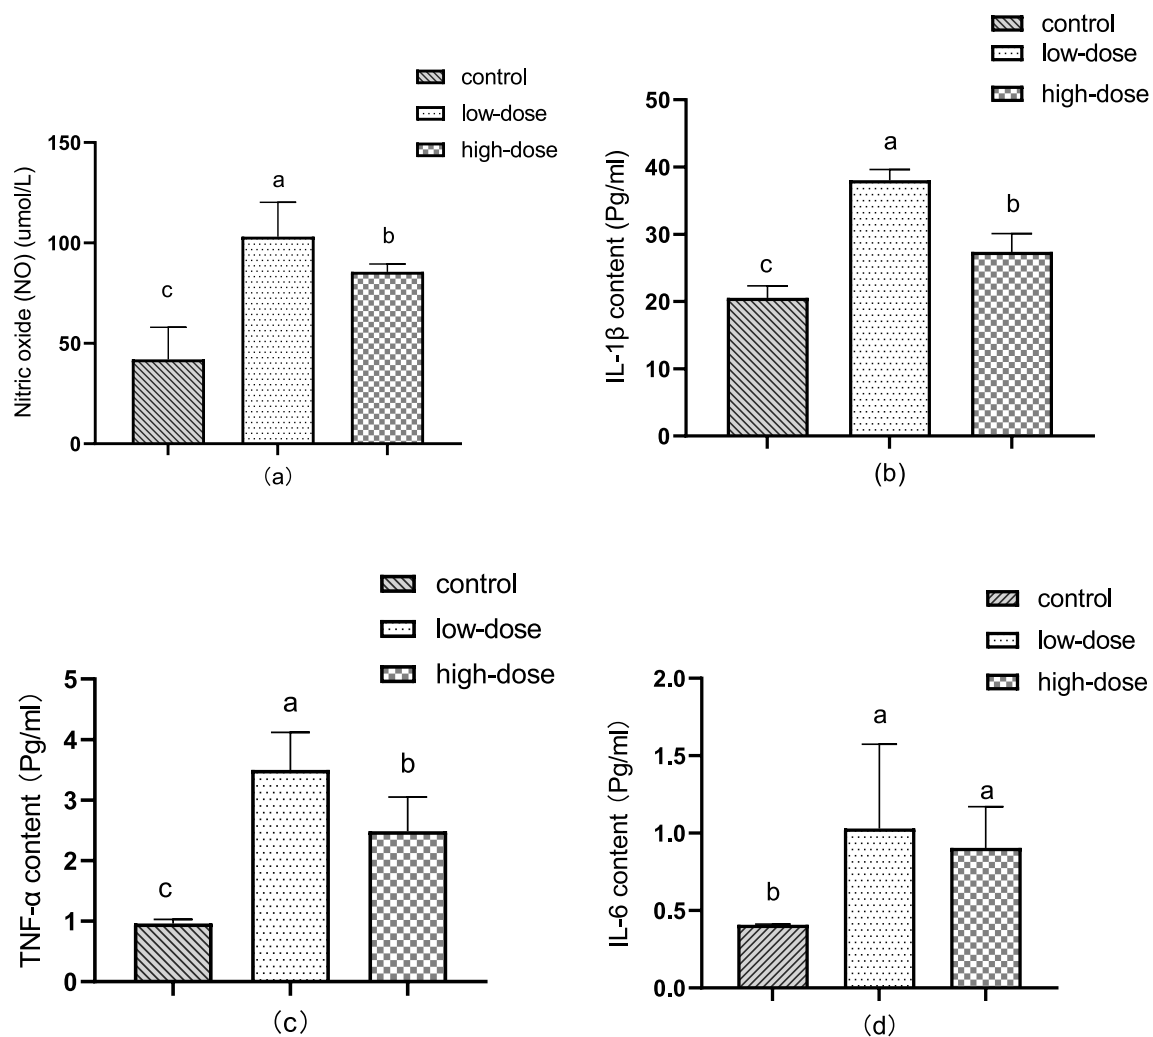 control
low-dose
high-dose
Nitric oxide (NO) (umol/L)
150
100
50
0
c
a
b
（a）
control
low-dose
high-dose
IL-1β content (Pg/ml)
50
40
30
20
10
0
c
a
b
(b)
control
low-dose
high-dose
TNF-α content（Pg/ml）
5
4
3
2
1
0
c
a
b
（c）
control
low-dose
high-dose
IL-6 content（Pg/ml）
2.0
1.5
1.0
0.5
0.0
b
a
a
（d）